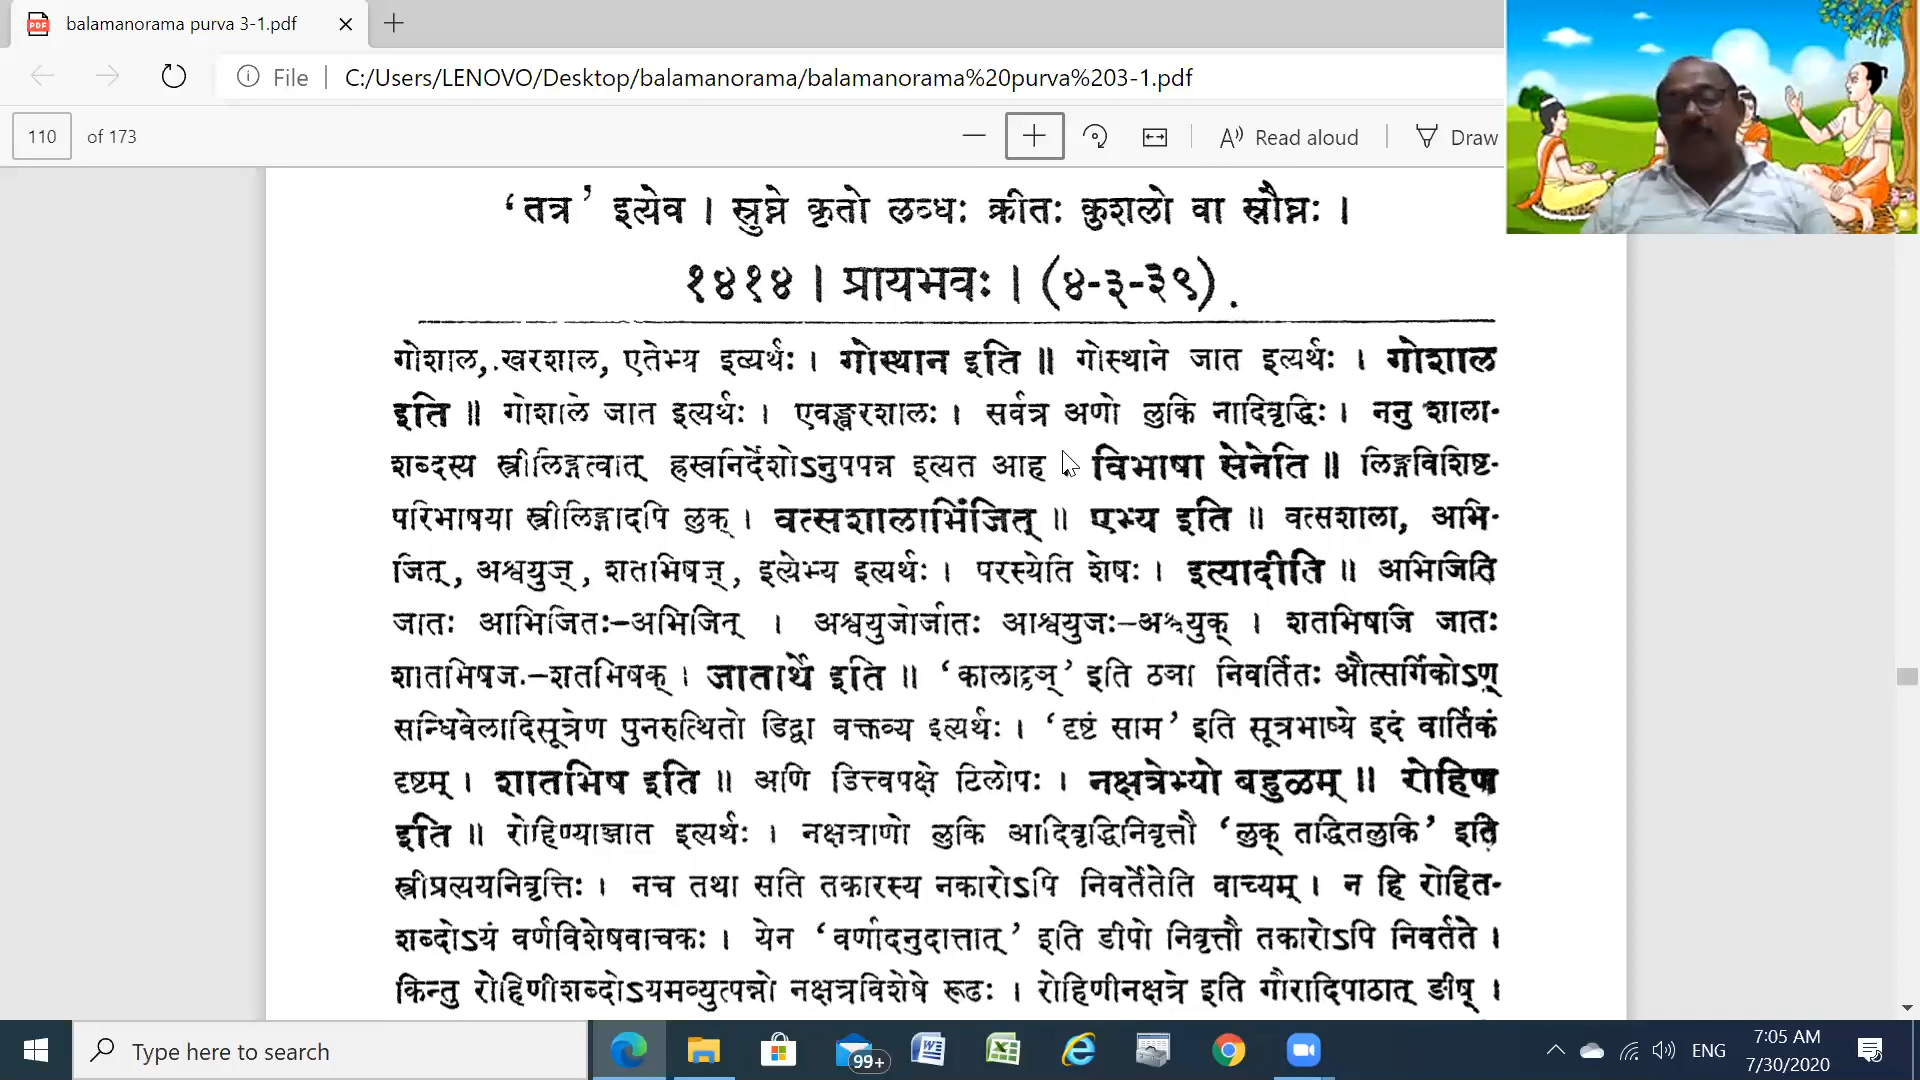 balamanorama purva 3-1.pdf
File
C:/Users/LENOVO/Desktop/balamanorama/balamanorama%20purva%203-1.pdf
110 of 173
Read aloud
Draw
‘तत्र’ इत्येव । स्रुघ्ने कृतो लब्धः क्रीतः कुशलो वा स्रौघ्नः ।
१४१४ । प्रायभवः । (४-३-३९) .
गोशाल, खरशाल, एतेभ्य इत्यर्थः । गोस्थान इति ॥ गोस्थाने जात इत्यर्थः । गोशाल
इति ॥ गोशाले जात इत्यर्थः । एवङ्खरशालः । सर्वत्र अणो लुकि नादिवृद्धिः । ननु शाला-
शब्दस्य स्त्रीलिङ्गत्वात् ह्रस्वनिर्देशोऽनुपपन्न इत्यत आह विभाषा सेनेति ॥ लिङ्गविशिष्ट-
परिभाषया स्त्रीलिङ्गादपि लुक् । वत्सशालाभिजित् ॥ एभ्य इति ॥ वत्सशाला, अभि-
जित्, अश्वयुज्, शतभिषज्, इत्येभ्य इत्यर्थः । परस्येति शेषः । इत्यादीति ॥ अभिजिति
जातः आभिजितः–अभिजित् । अश्वयुजोर्जातः आश्वयुजः–अश्वयुक् । शतभिषाजि जातः
शातभिषज.–शतभिषक् । जातार्थे इति ॥ ‘कालाट्ठञ्’ इति ठञा निवर्तितः औत्सर्गिकोऽण्
सन्धिवेलादिसूत्रेण पुनरुत्थितो डिद्वा वक्तव्य इत्यर्थः । ‘दृष्टं साम’ इति सूत्रभाष्ये इदं वार्तिकं
दृष्टम् । शातभिष इति ॥ अणि डित्त्वपक्षे टिलोपः । नक्षत्रेभ्यो बहुळम् ॥ रोहिण
इति ॥ रोहिण्याञ्जात इत्यर्थः । नक्षत्राणो लुकि आदिवृद्धिनिवृत्तौ ‘लुक् तद्धितलुकि’ इति
स्त्रीप्रत्ययनिवृत्तिः । नच तथा सति तकारस्य नकारोऽपि निवर्तेतेति वाच्यम् । न हि रोहित-
शब्दोऽयं वर्णविशेषवाचकः । येन ‘वर्णादनुदात्तात्’ इति डीपो निवृत्तौ तकारोऽपि निवर्तते ।
किन्तु रोहिणीशब्दोऽयमव्युत्पन्नो नक्षत्रविशेषे रूढः । रोहिणीनक्षत्रे इति गौरादिपाठात् ङीष् ।
Type here to search
99+
ENG
7:05 AM
7/30/2020